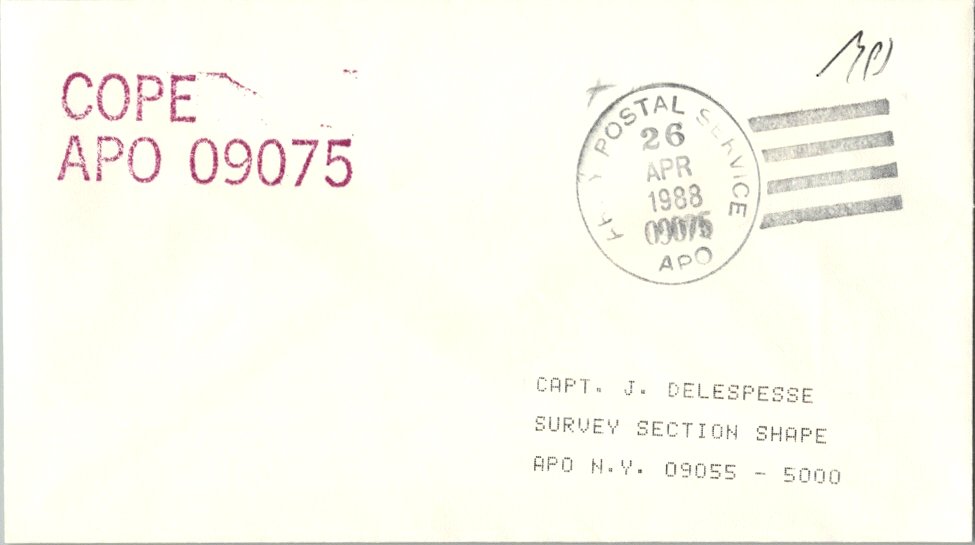 COPE
APO 09075
POSTAL SERVICE
26
APR
1988
09075
APO
CAPT. J. DELESPESSE
SURVEY SECTION SHAPE
APO N.Y. 09055 - 5000